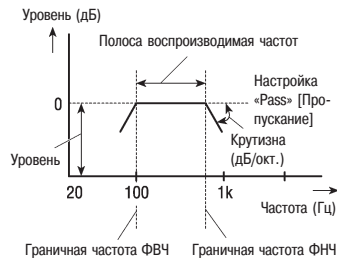 Уровень (дБ)
Полоса воспроизводимая частот
Настройка
«Pass» [Про-
пускание]
0
Крутизна
(дБ/окт.)
Уровень
20
100
1k
Частота (Гц)
Граничная частота ФВЧ
Граничная частота ФНЧ